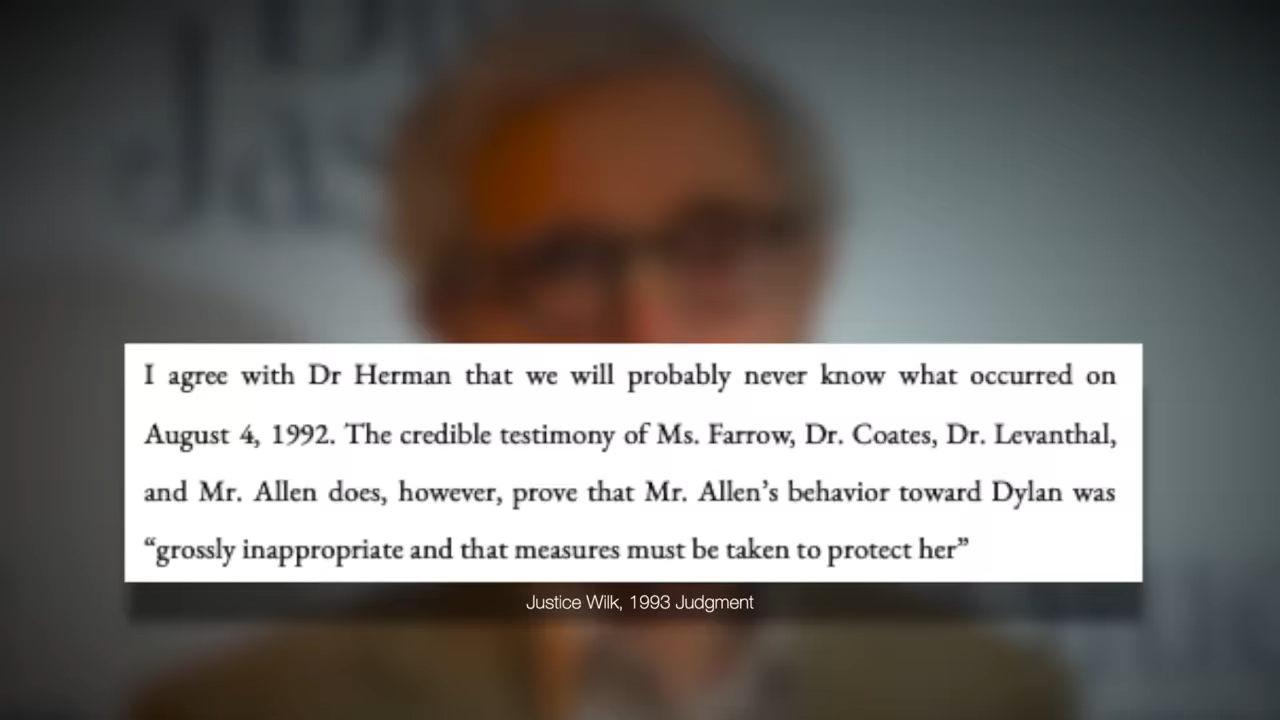 I agree with Dr Herman that we will probably never know what occurred on
August 4, 1992. The credible testimony of Ms. Farrow, Dr. Coates, Dr. Levanthal,
and Mr. Allen does, however, prove that Mr. Allen’s behavior toward Dylan was
“grossly inappropriate and that measures must be taken to protect her”
Justice Wilk, 1993 Judgment